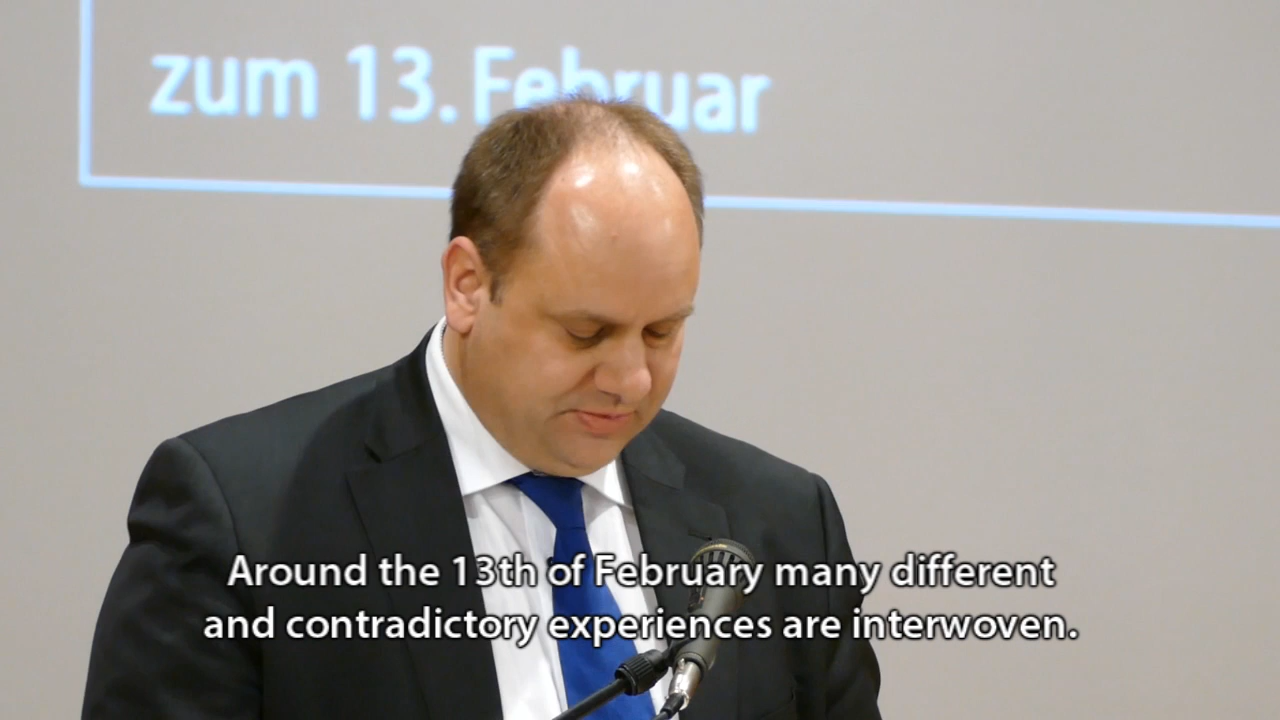 zum 13. Februar
Around the 13th of February many different
and contradictory experiences are interwoven.